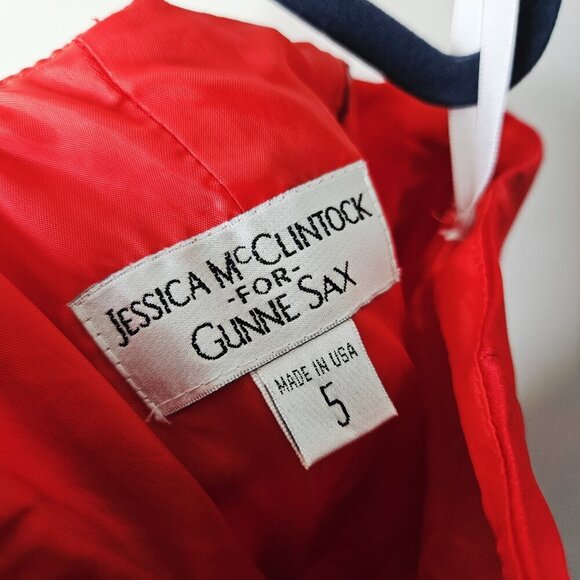 JESSICA McCLINTOCK
-FOR-
GUNNE SAX
MADE IN USA
5